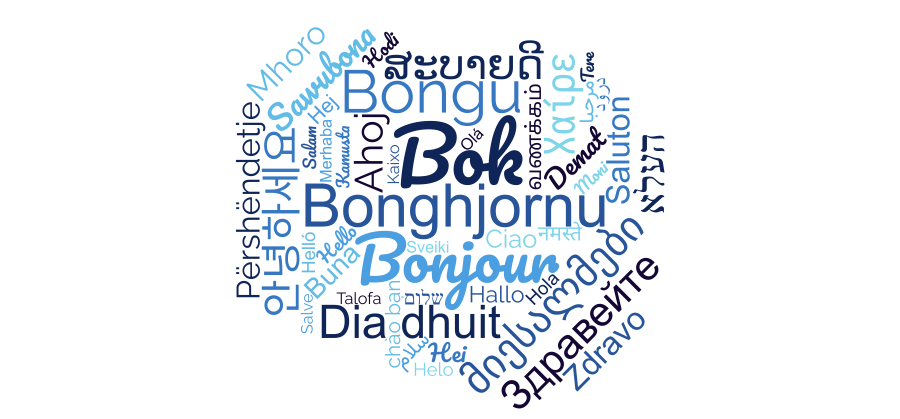 Mhoro
Sawubona
Hodi
Hej
ສະບາຍດີ
Bongu
Χαίρε
Tere
مرحبا
درود
Përshëndetje
안녕하세요
Salam
Merhaba
Kamusta
Ahoj
Kaixo
Bok
Olá
வணக்கம்
Demat
Moni
Saluton
העלא
Bonghjornu
Helló
Hello
Buna
Salve
Bonjour
Sveiki
Ciao
नमस्ते
Talofa
שלום
Hallo
Hola
Dia dhuit
chào bạn
سلام
Hei
Helo
მიესალმები
Здравейте
Zdravo